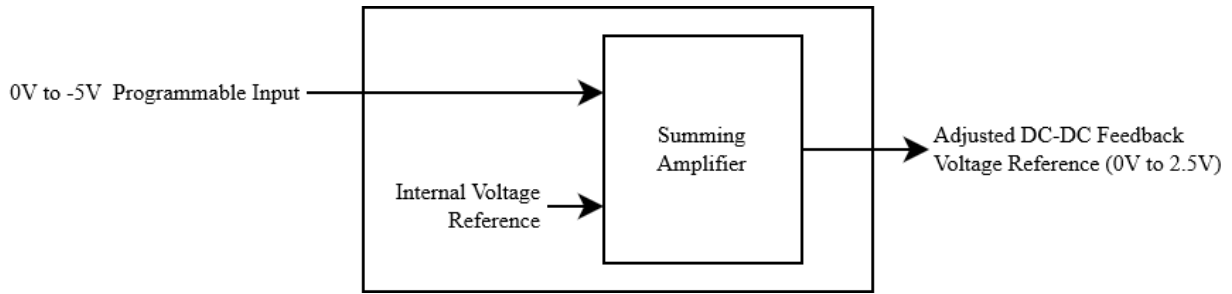 0V to -5V Programmable Input
Summing
Amplifier
Internal Voltage
Reference
Adjusted DC-DC Feedback
Voltage Reference (0V to 2.5V)